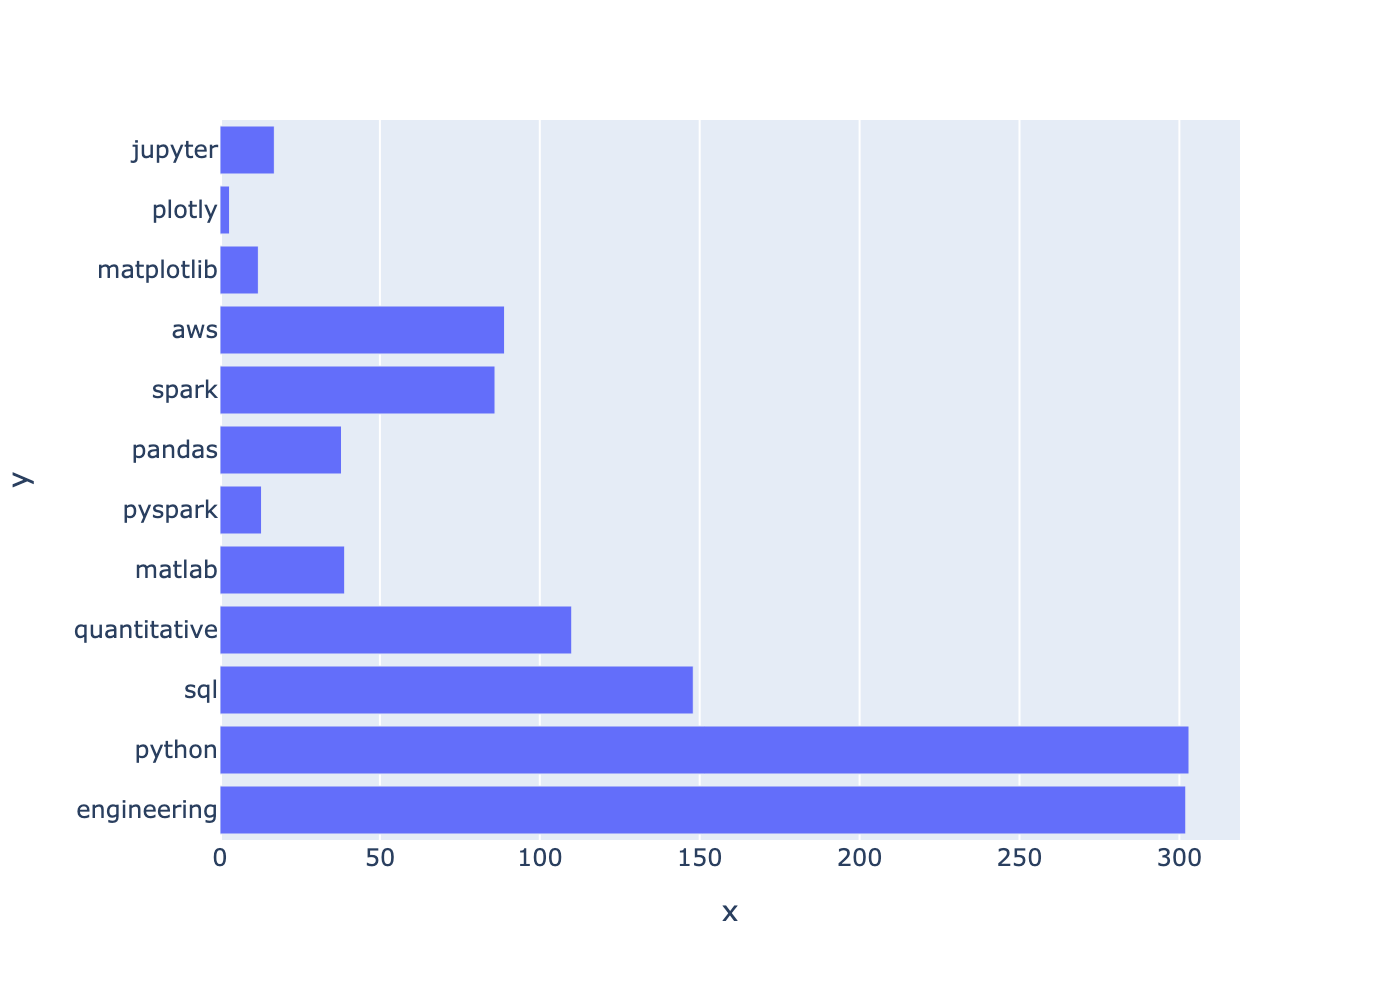 jupyter
plotly
matplotlib
aws
spark
pandas
pyspark
matlab
quantitative
sql
python
engineering
y
0 50 100 150 200 250 300
x